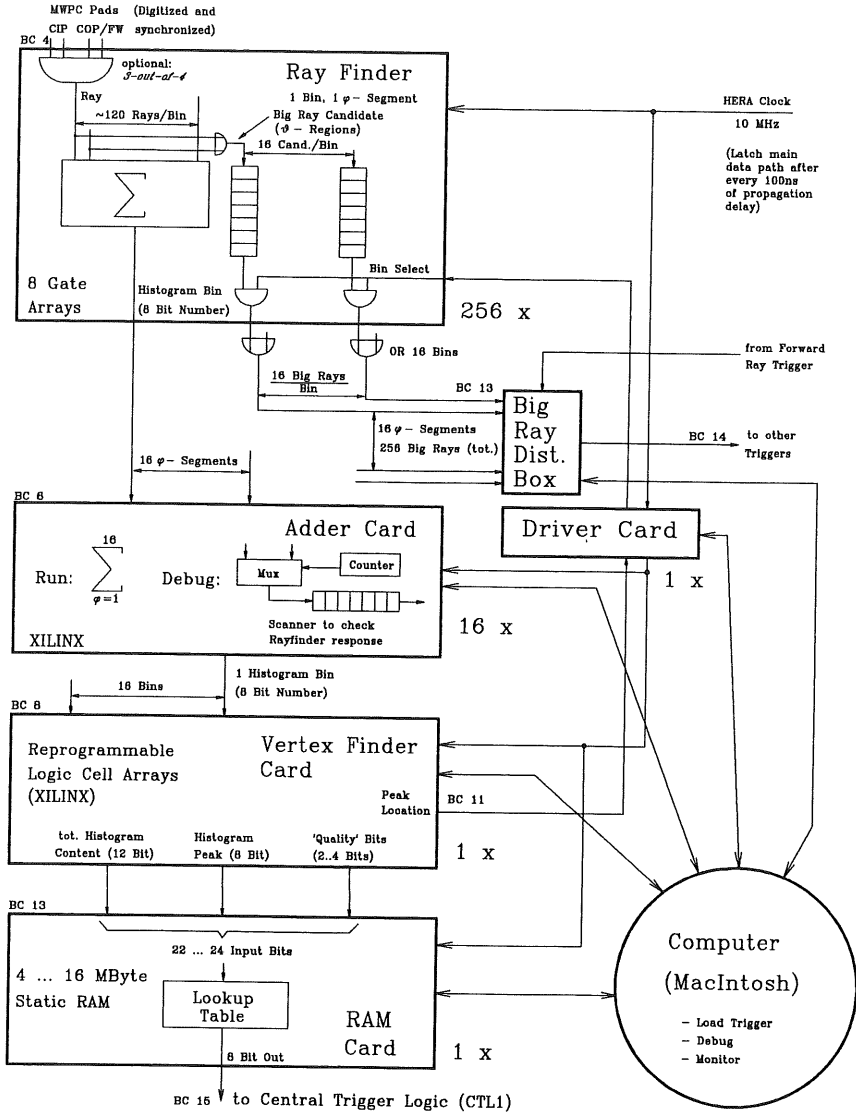 MWPC Pads (Digitized and
CIP COP/FW synchronized)
BC 4
optional:
3-out-of-4
Ray Finder
Ray
1 Bin, 1 φ- Segment
~120 Rays/Bin
Big Ray Candidate
(ϑ - Regions)
16 Cand./Bin
HERA Clock
10 MHz
(Latch main
data path after
every 100ns
of propagation
delay)
Σ
Bin Select
8 Gate
Arrays
Histogram Bin
(8 Bit Number)
256 x
OR 16 Bins
from Forward
Ray Trigger
16 Big Rays
Bin
BC 13
Big
Ray
Dist.
Box
16 φ- Segments
256 Big Rays (tot.)
BC 14
to other
Triggers
16 φ- Segments
BC 6
Adder Card
Driver Card
1 x
16
Run: Σ
φ=1
Debug:
Mux
Counter
Scanner to check
Rayfinder response
XILINX
16 x
1 Histogram Bin
(8 Bit Number)
16 Bins
BC 8
Reprogrammable
Logic Cell Arrays
(XILINX)
Vertex Finder
Card
Peak
Location
BC 11
tot. Histogram
Content (12 Bit)
Histogram
Peak (8 Bit)
'Quality' Bits
(2..4 Bits)
1 x
BC 13
22 ... 24 Input Bits
4 ... 16 MByte
Static RAM
Lookup
Table
RAM
Card
1 x
8 Bit Out
BC 15 to Central Trigger Logic (CTL1)
Computer
(MacIntosh)
- Load Trigger
- Debug
- Monitor